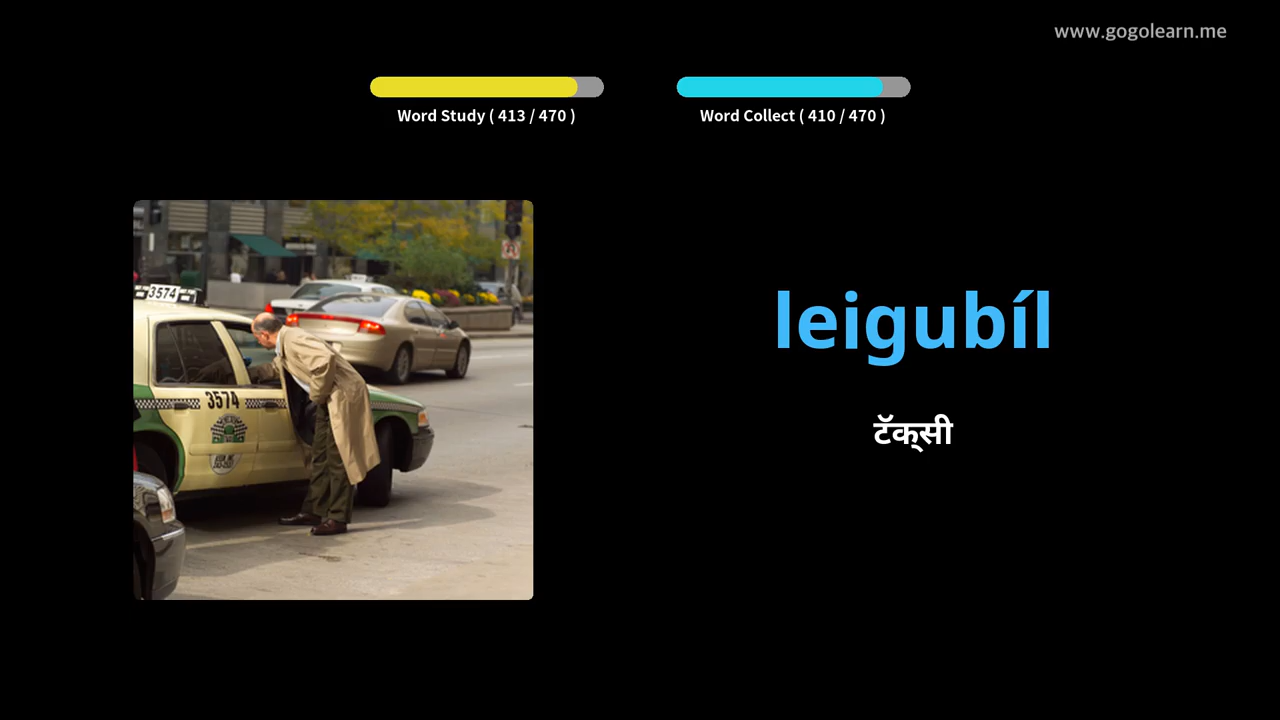 www.gogolearn.me
Word Study ( 413 / 470 )
Word Collect ( 410 / 470 )
3574
3574
leigubíl
टॅक्सी